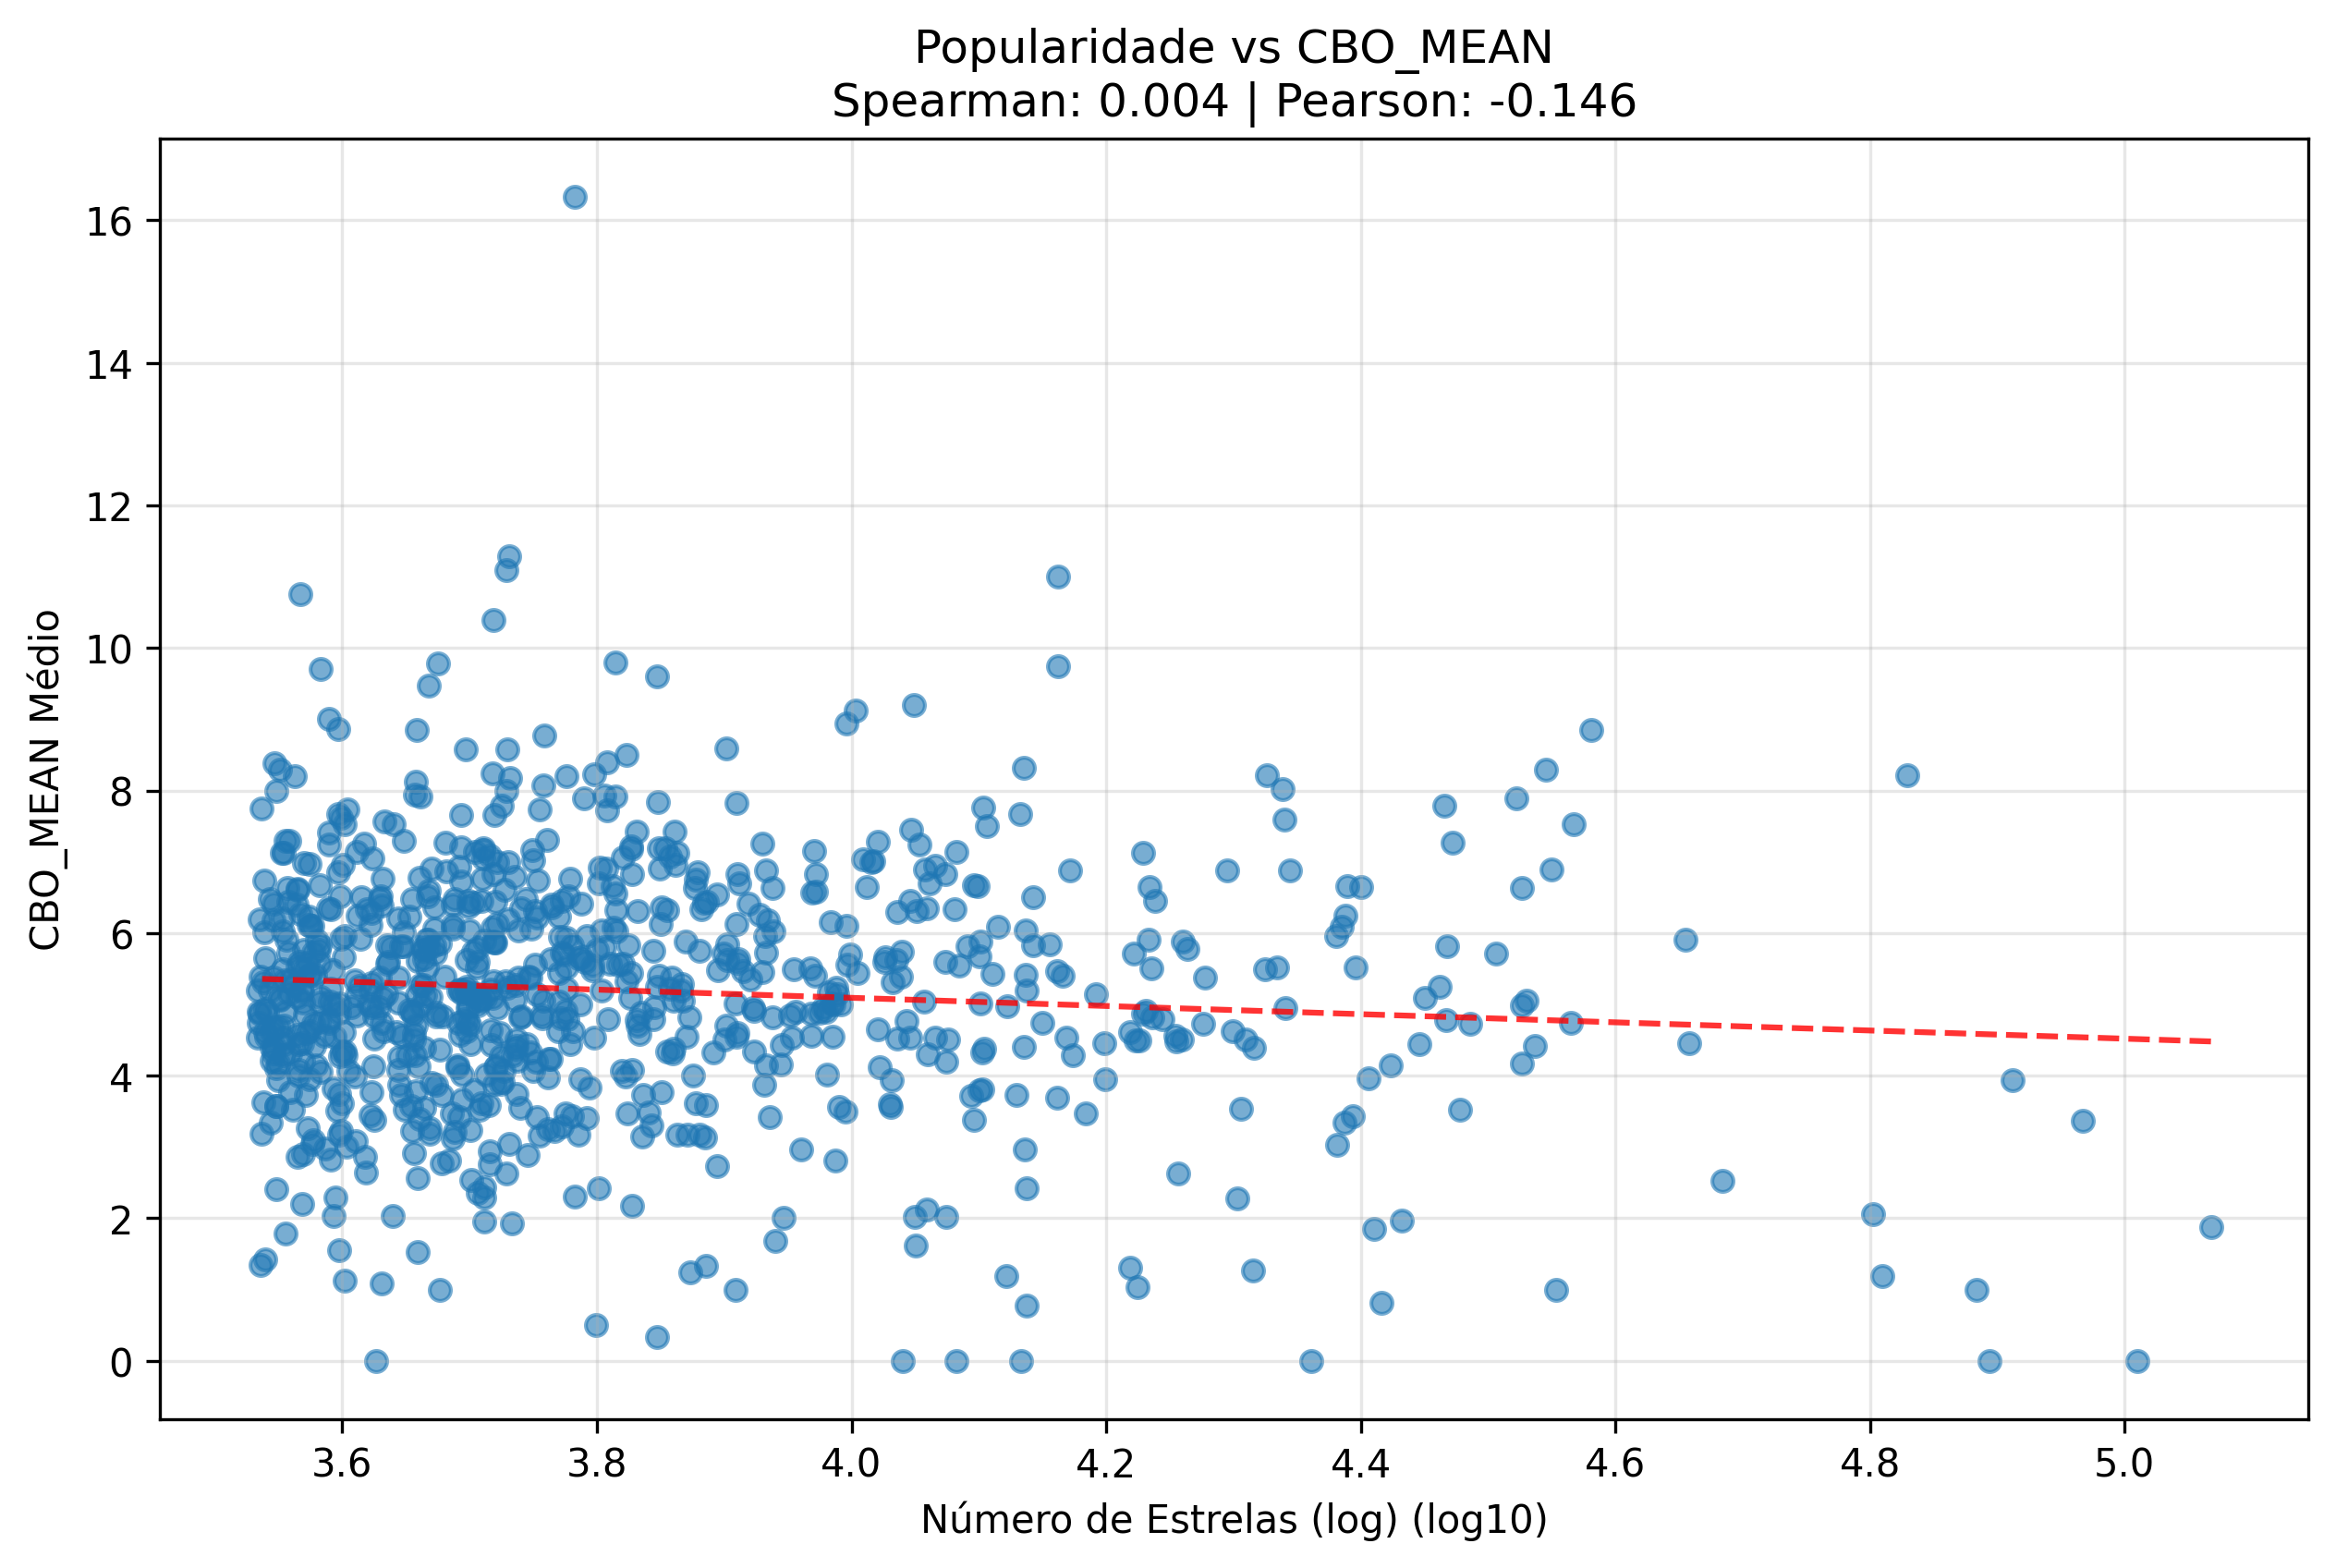 Popularidade vs CBO_MEAN
Spearman: 0.004 | Pearson: -0.146
CBO_MEAN Médio
16
14
12
10
8
6
4
2
0
3.6 3.8 4.0 4.2 4.4 4.6 4.8 5.0
Número de Estrelas (log) (log10)